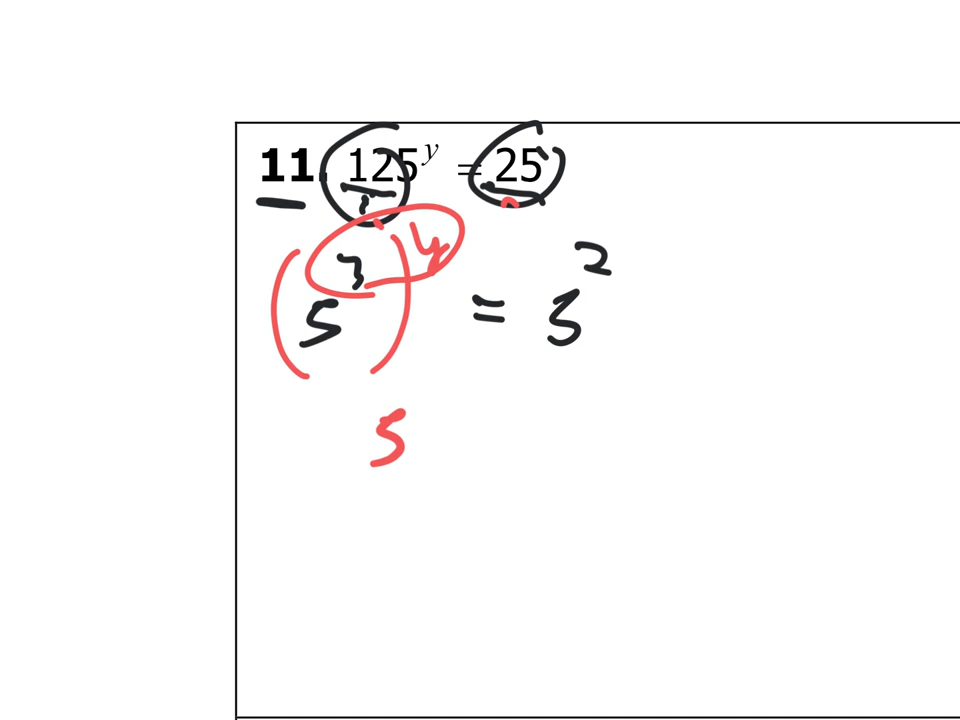 11. 125^y = 25
(5^3)^y = 5^2
5